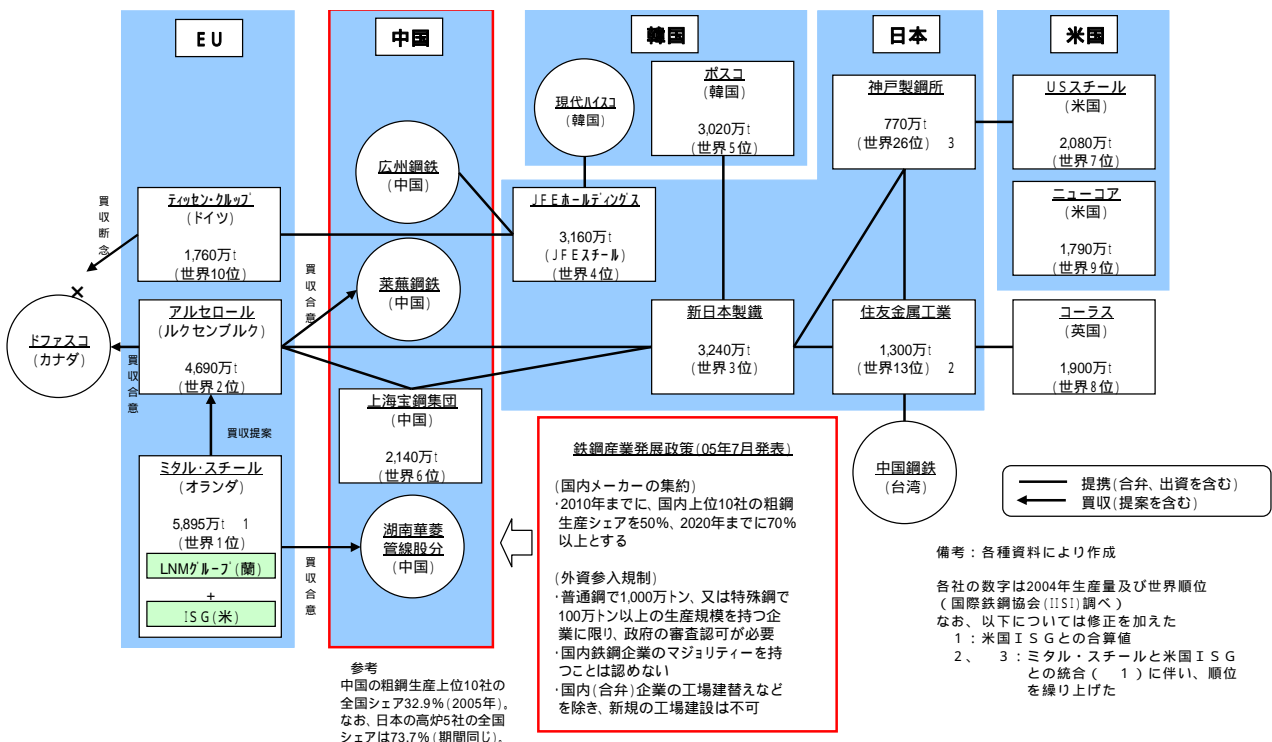 ＥＵ
中国
韓国
日本
米国
ティッセン・クルップ
(ドイツ)
1,760万t
(世界10位)
買収断念
×
ドファスコ
(カナダ)
買収合意
アルセロール
(ルクセンブルク)
4,690万t
(世界２位)
買収提案
ミタル・スチール
(オランダ)
5,895万t　1
(世界１位)
LNMグループ(蘭)
+
ISG(米)
広州鋼鉄
(中国)
買収合意
莱蕪鋼鉄
(中国)
上海宝鋼集団
(中国)
2,140万t
(世界６位)
買収合意
湖南華菱
管線股分
(中国)
参考
中国の粗鋼生産上位10社の
全国シェア32.9%(2005年)。
なお、日本の高炉5社の全国
シェアは73.7%(期間同じ)。
現代ハイスコ
(韓国)
ポスコ
(韓国)
3,020万t
(世界５位)
ＪＦＥホールディングス
3,160万t
(ＪＦＥスチール)
(世界４位)
新日本製鐵
3,240万t
(世界３位)
神戸製鋼所
770万t
(世界26位)　3
住友金属工業
1,300万t
(世界13位)　2
中国鋼鉄
(台湾)
ＵＳスチール
(米国)
2,080万t
(世界７位)
ニューコア
(米国)
1,790万t
(世界９位)
コーラス
(英国)
1,900万t
(世界８位)
鉄鋼産業発展政策(05年7月発表)
(国内メーカーの集約)
・2010年までに、国内上位10社の粗鋼
生産シェアを50%、2020年までに70%
以上とする
(外資参入規制)
・普通鋼で1,000万トン、又は特殊鋼で
100万トン以上の生産規模を持つ企
業に限り、政府の審査認可が必要
・国内鉄鋼企業のマジョリティーを持
つことは認めない
・国内(合弁)企業の工場建替えなど
を除き、新規の工場建設は不可
提携(合弁、出資を含む)
買収(提案を含む)
備考：各種資料により作成
各社の数字は2004年生産量及び世界順位
（国際鉄鋼協会(IISI)調べ）
なお、以下については修正を加えた
１：米国ＩＳＧとの合算値
２、　３：ミタル・スチールと米国ＩＳＧ
との統合（　１）に伴い、順位
を繰り上げた